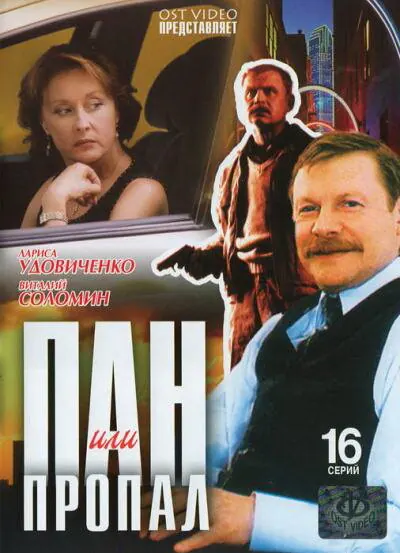 OST VIDEO
ПРЕДСТАВЛЯЕТ
ЛАРИСА
УДОВИЧЕНКО
ВИТАЛИЙ
СОЛОМИН
ПАН
или
ПРОПАЛ
16
СЕРИЙ
OST VIDEO